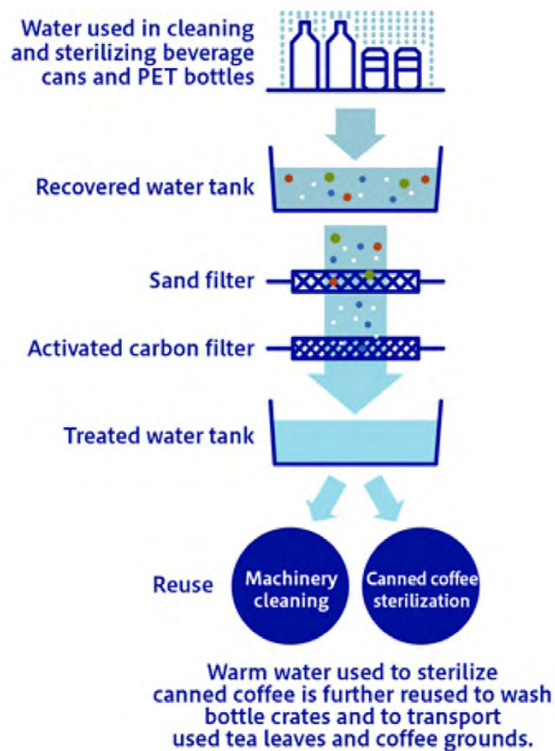 Water used in cleaning
and sterilizing beverage
cans and PET bottles
Recovered water tank
Sand filter
Activated carbon filter
Treated water tank
Reuse
Machinery
cleaning
Canned coffee
sterilization
Warm water used to sterilize
canned coffee is further reused to wash
bottle crates and to transport
used tea leaves and coffee grounds.